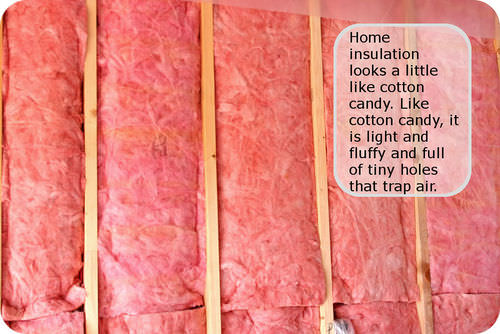 Home
insulation
looks a little
like cotton
candy. Like
cotton candy, it
is light and
fluffy and full
of tiny holes
that trap air.